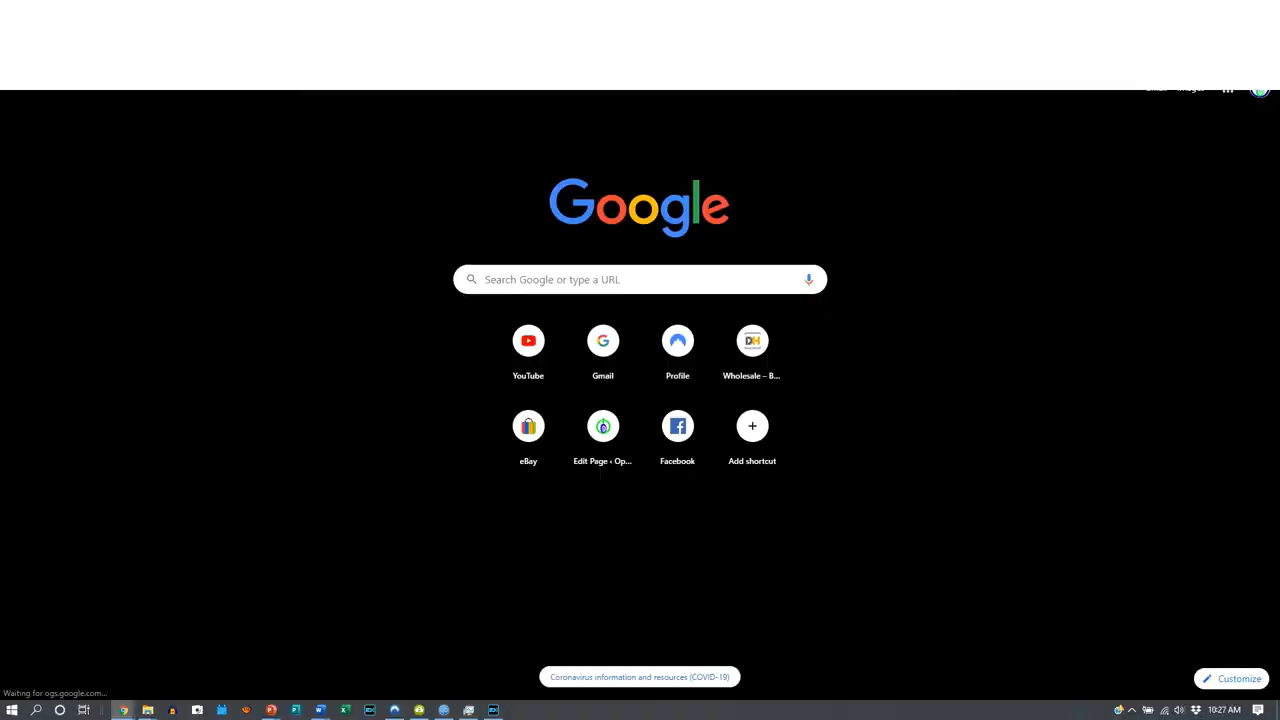 Google
Search Google or type a URL
YouTube
Gmail
Profile
Wholesale – B...
eBay
Edit Page ‹ Op...
Facebook
Add shortcut
Coronavirus information and resources (COVID-19)
Customize
Waiting for ogs.google.com...
10:27 AM